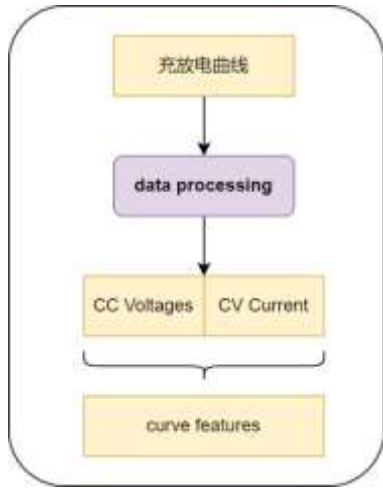 充放电曲线
data processing
CC Voltages CV Current
curve features